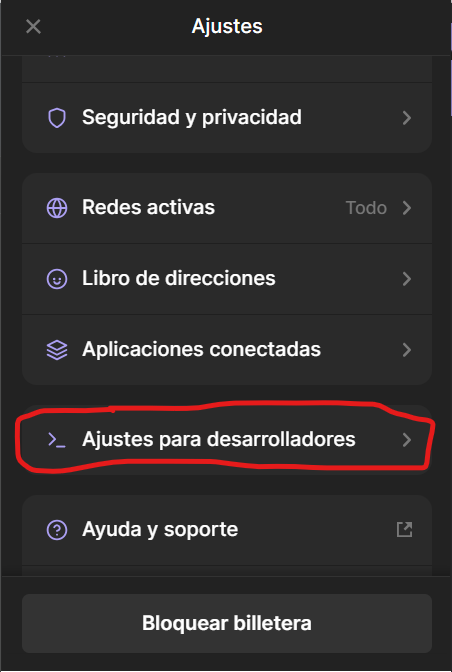 Ajustes
Seguridad y privacidad
Redes activas Todo
Libro de direcciones
Aplicaciones conectadas
Ajustes para desarrolladores
Ayuda y soporte
Bloquear billetera